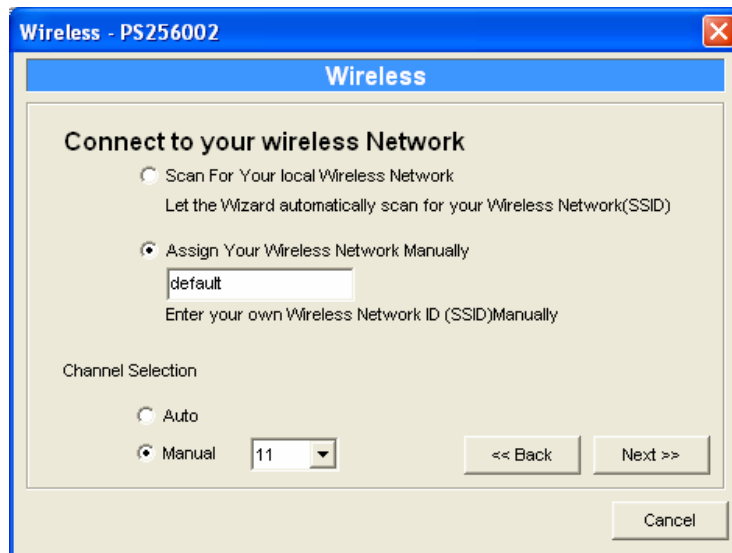 Wireless - PS256002
Wireless
Connect to your wireless Network
Scan For Your local Wireless Network
Let the Wizard automatically scan for your Wireless Network(SSID)
Assign Your Wireless Network Manually
default
Enter your own Wireless Network ID (SSID)Manually
Channel Selection
Auto
Manual 11 << Back Next >>
Cancel